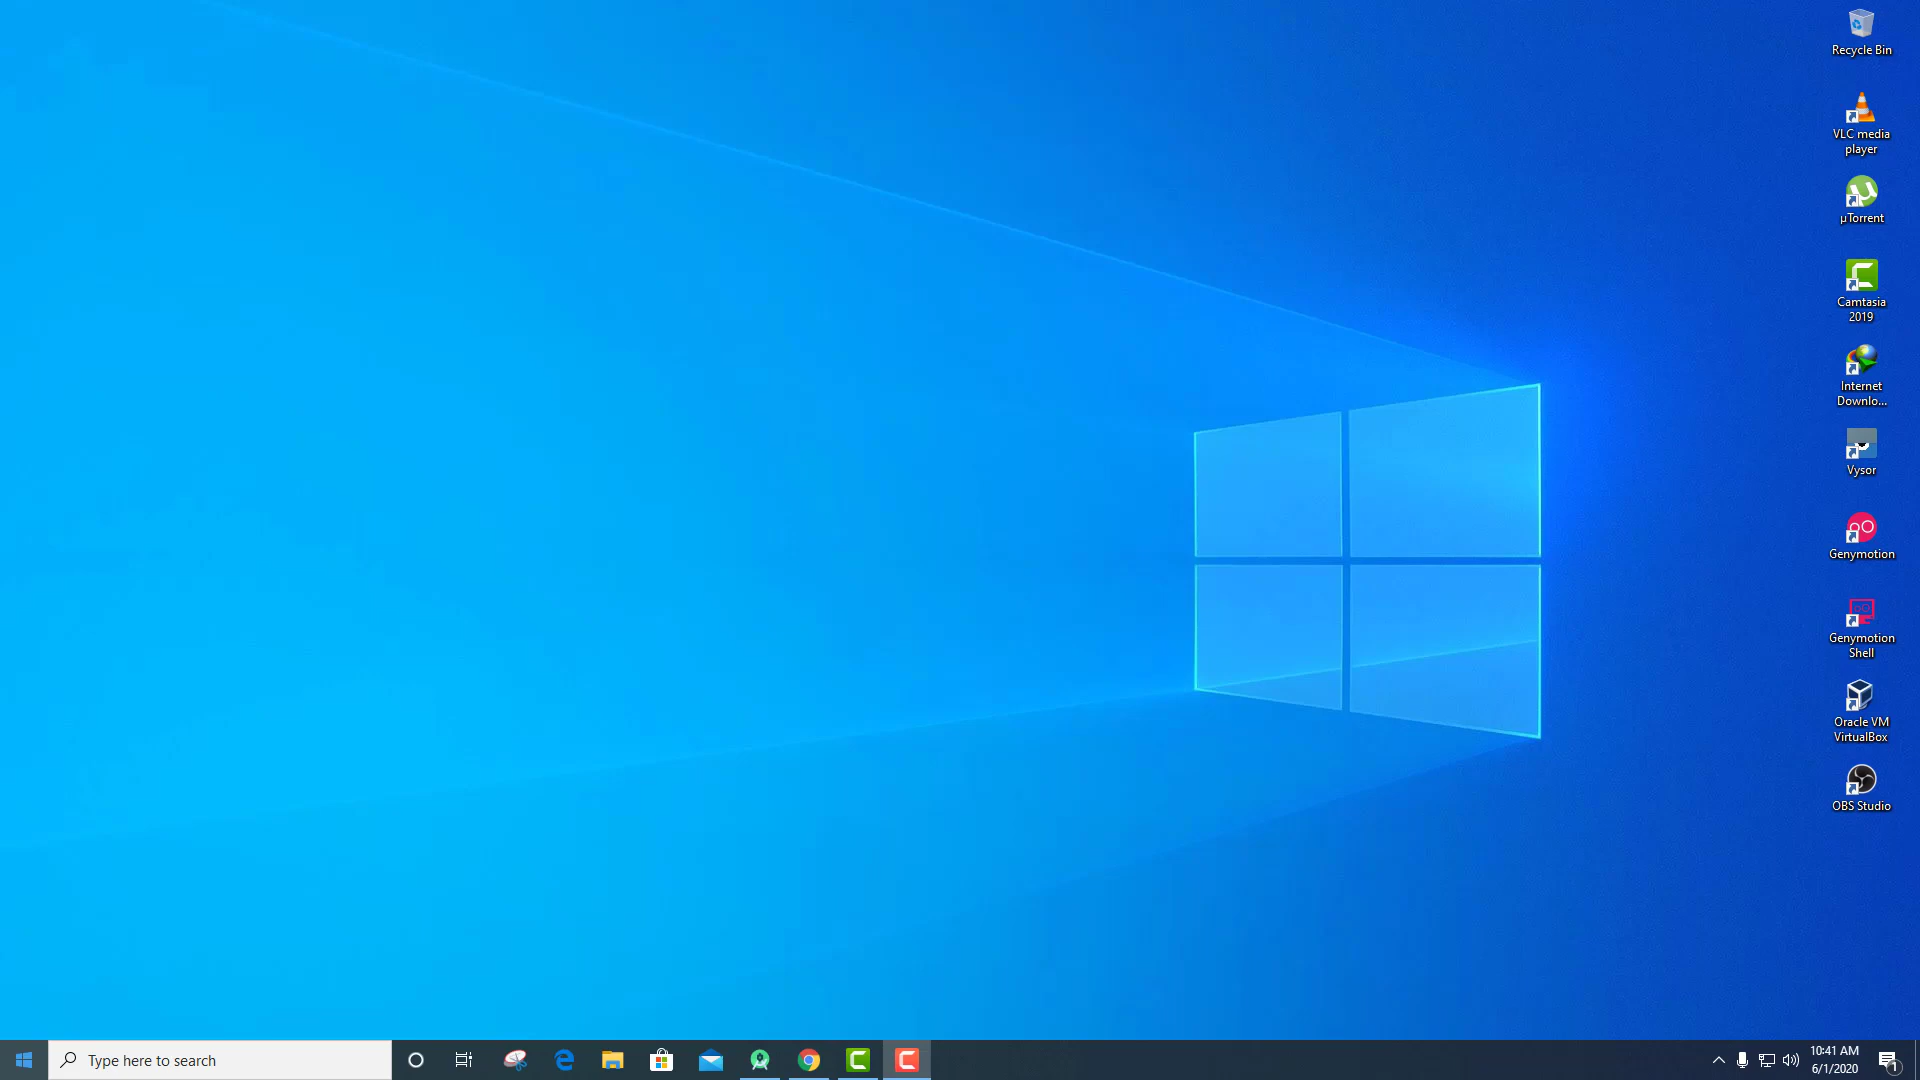 Recycle Bin
VLC media
player
µTorrent
Camtasia
2019
Internet
Downlo...
Vysor
Genymotion
Genymotion
Shell
Oracle VM
VirtualBox
OBS Studio
Type here to search
10:41 AM
6/1/2020
1